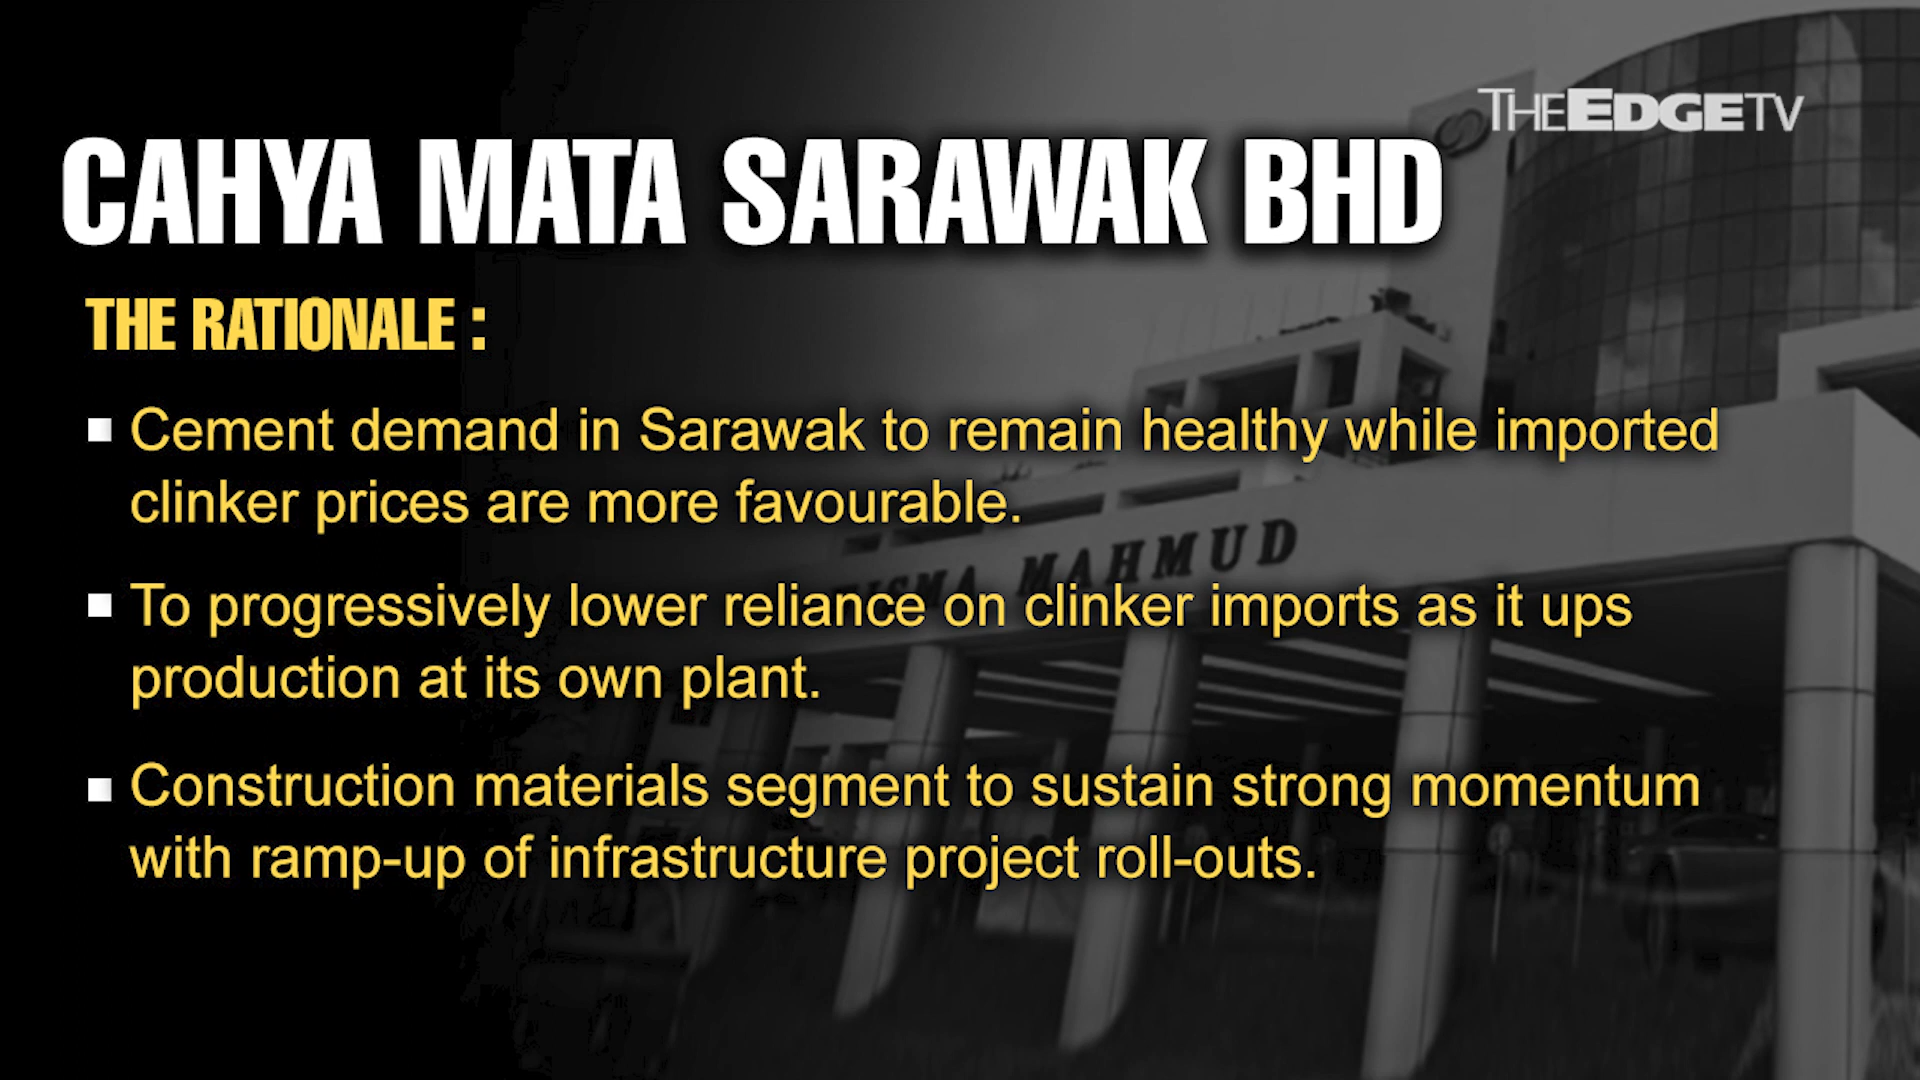 THEEDGETV
CAHYA MATA SARAWAK BHD
THE RATIONALE :
Cement demand in Sarawak to remain healthy while imported
clinker prices are more favourable.
WISMA MAHMUD
To progressively lower reliance on clinker imports as it ups
production at its own plant.
Construction materials segment to sustain strong momentum
with ramp-up of infrastructure project roll-outs.